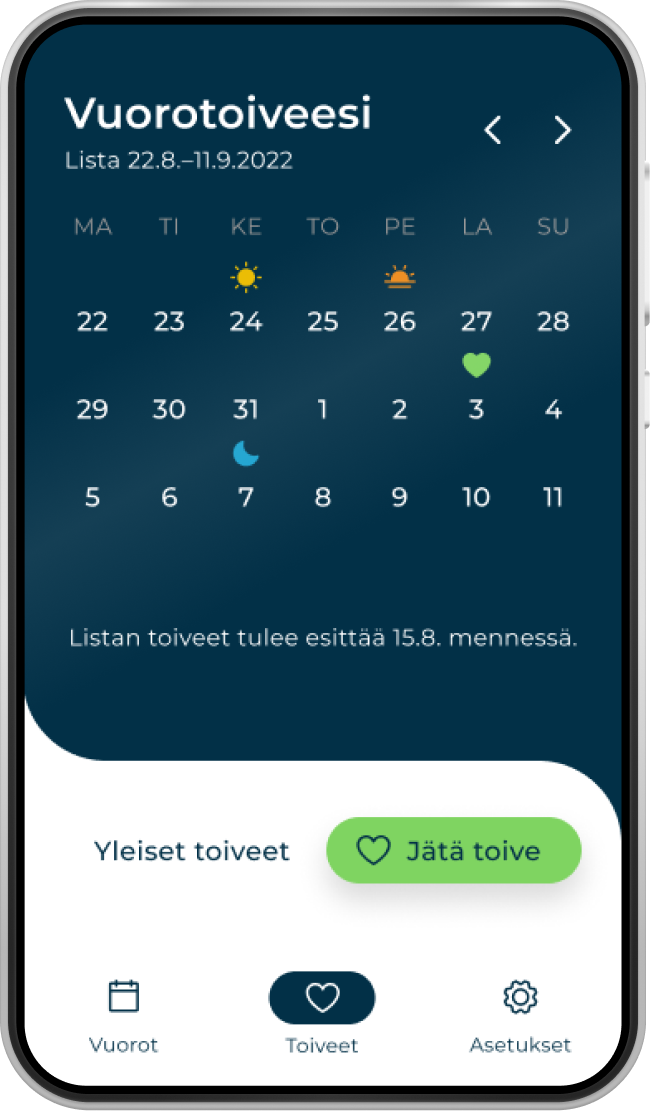 Vuorotoiveesi
Lista 22.8.–11.9.2022
MA TI KE TO PE LA SU
22 23 24 25 26 27 28
29 30 31 1 2 3 4
5 6 7 8 9 10 11
Listan toiveet tulee esittää 15.8. mennessä.
Yleiset toiveet Jätä toive
Vuorot Toiveet Asetukset